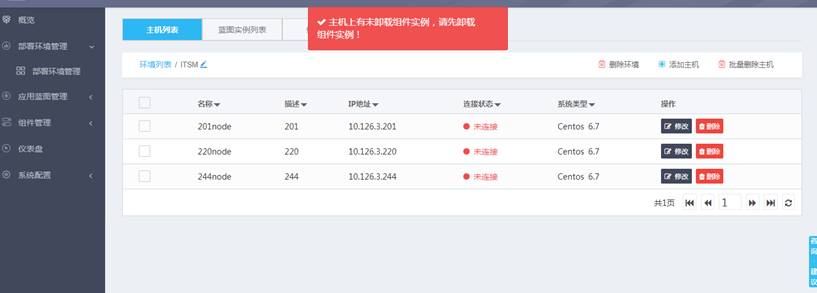 主机上有未卸载组件实例，请先卸载
组件实例！
概览
部署环境管理
部署环境管理
应用蓝图管理
组件管理
仪表盘
系统配置
主机列表
蓝图实例列表
环境列表 / ITSM
删除环境
添加主机
批量删除主机
名称 描述 IP地址 连接状态 系统类型 操作
201node 201 10.126.3.201 未连接 Centos 6.7 修改 删除
220node 220 10.126.3.220 未连接 Centos 6.7 修改 删除
244node 244 10.126.3.244 未连接 Centos 6.7 修改 删除
共1页 1
咨询·建议